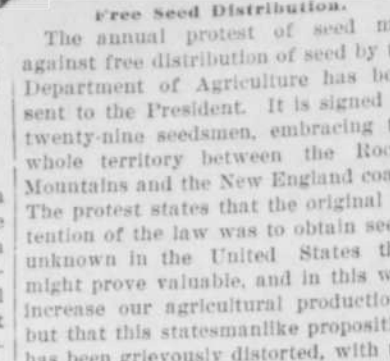 Free Seed Distribution.
The annual protest of seed m
against free distribution of seed by t
Department of Agriculture has be
sent to the President. It is signed
twenty-nine seedsmen, embracing t
whole territory between the Roc
Mountains and the New England coa
The protest states that the original
tention of the law was to obtain see
unknown in the United States th
might prove valuable, and in this w
increase our agricultural productio
but that this statesmanlike propositi
has been grievously distorted, with